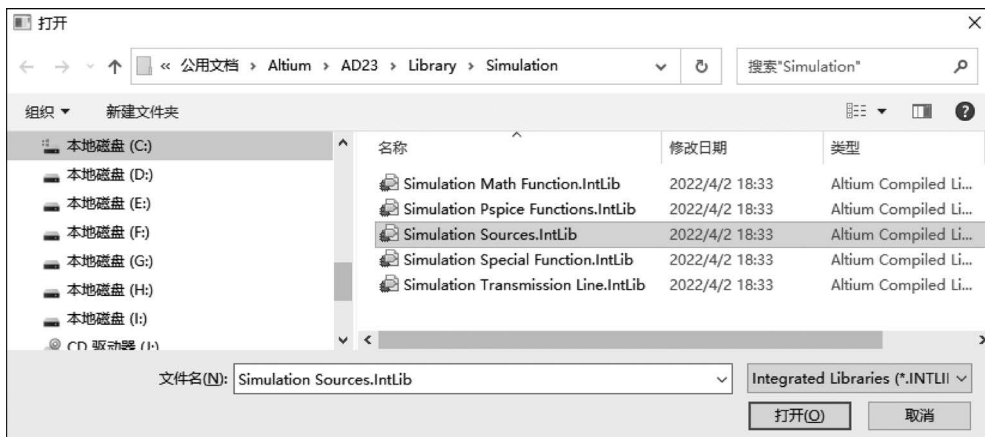 打开
« 公用文档 › Altium › AD23 › Library › Simulation
搜索"Simulation"
组织 新建文件夹
本地磁盘 (C:)
本地磁盘 (D:)
本地磁盘 (E:)
本地磁盘 (F:)
本地磁盘 (G:)
本地磁盘 (H:)
本地磁盘 (I:)
CD 驱动器 (J:)
名称 修改日期 类型
Simulation Math Function.IntLib 2022/4/2 18:33 Altium Compiled Li...
Simulation Pspice Functions.IntLib 2022/4/2 18:33 Altium Compiled Li...
Simulation Sources.IntLib 2022/4/2 18:33 Altium Compiled Li...
Simulation Special Function.IntLib 2022/4/2 18:33 Altium Compiled Li...
Simulation Transmission Line.IntLib 2022/4/2 18:33 Altium Compiled Li...
文件名(N): Simulation Sources.IntLib
Integrated Libraries (*.INTLI
打开(O) 取消